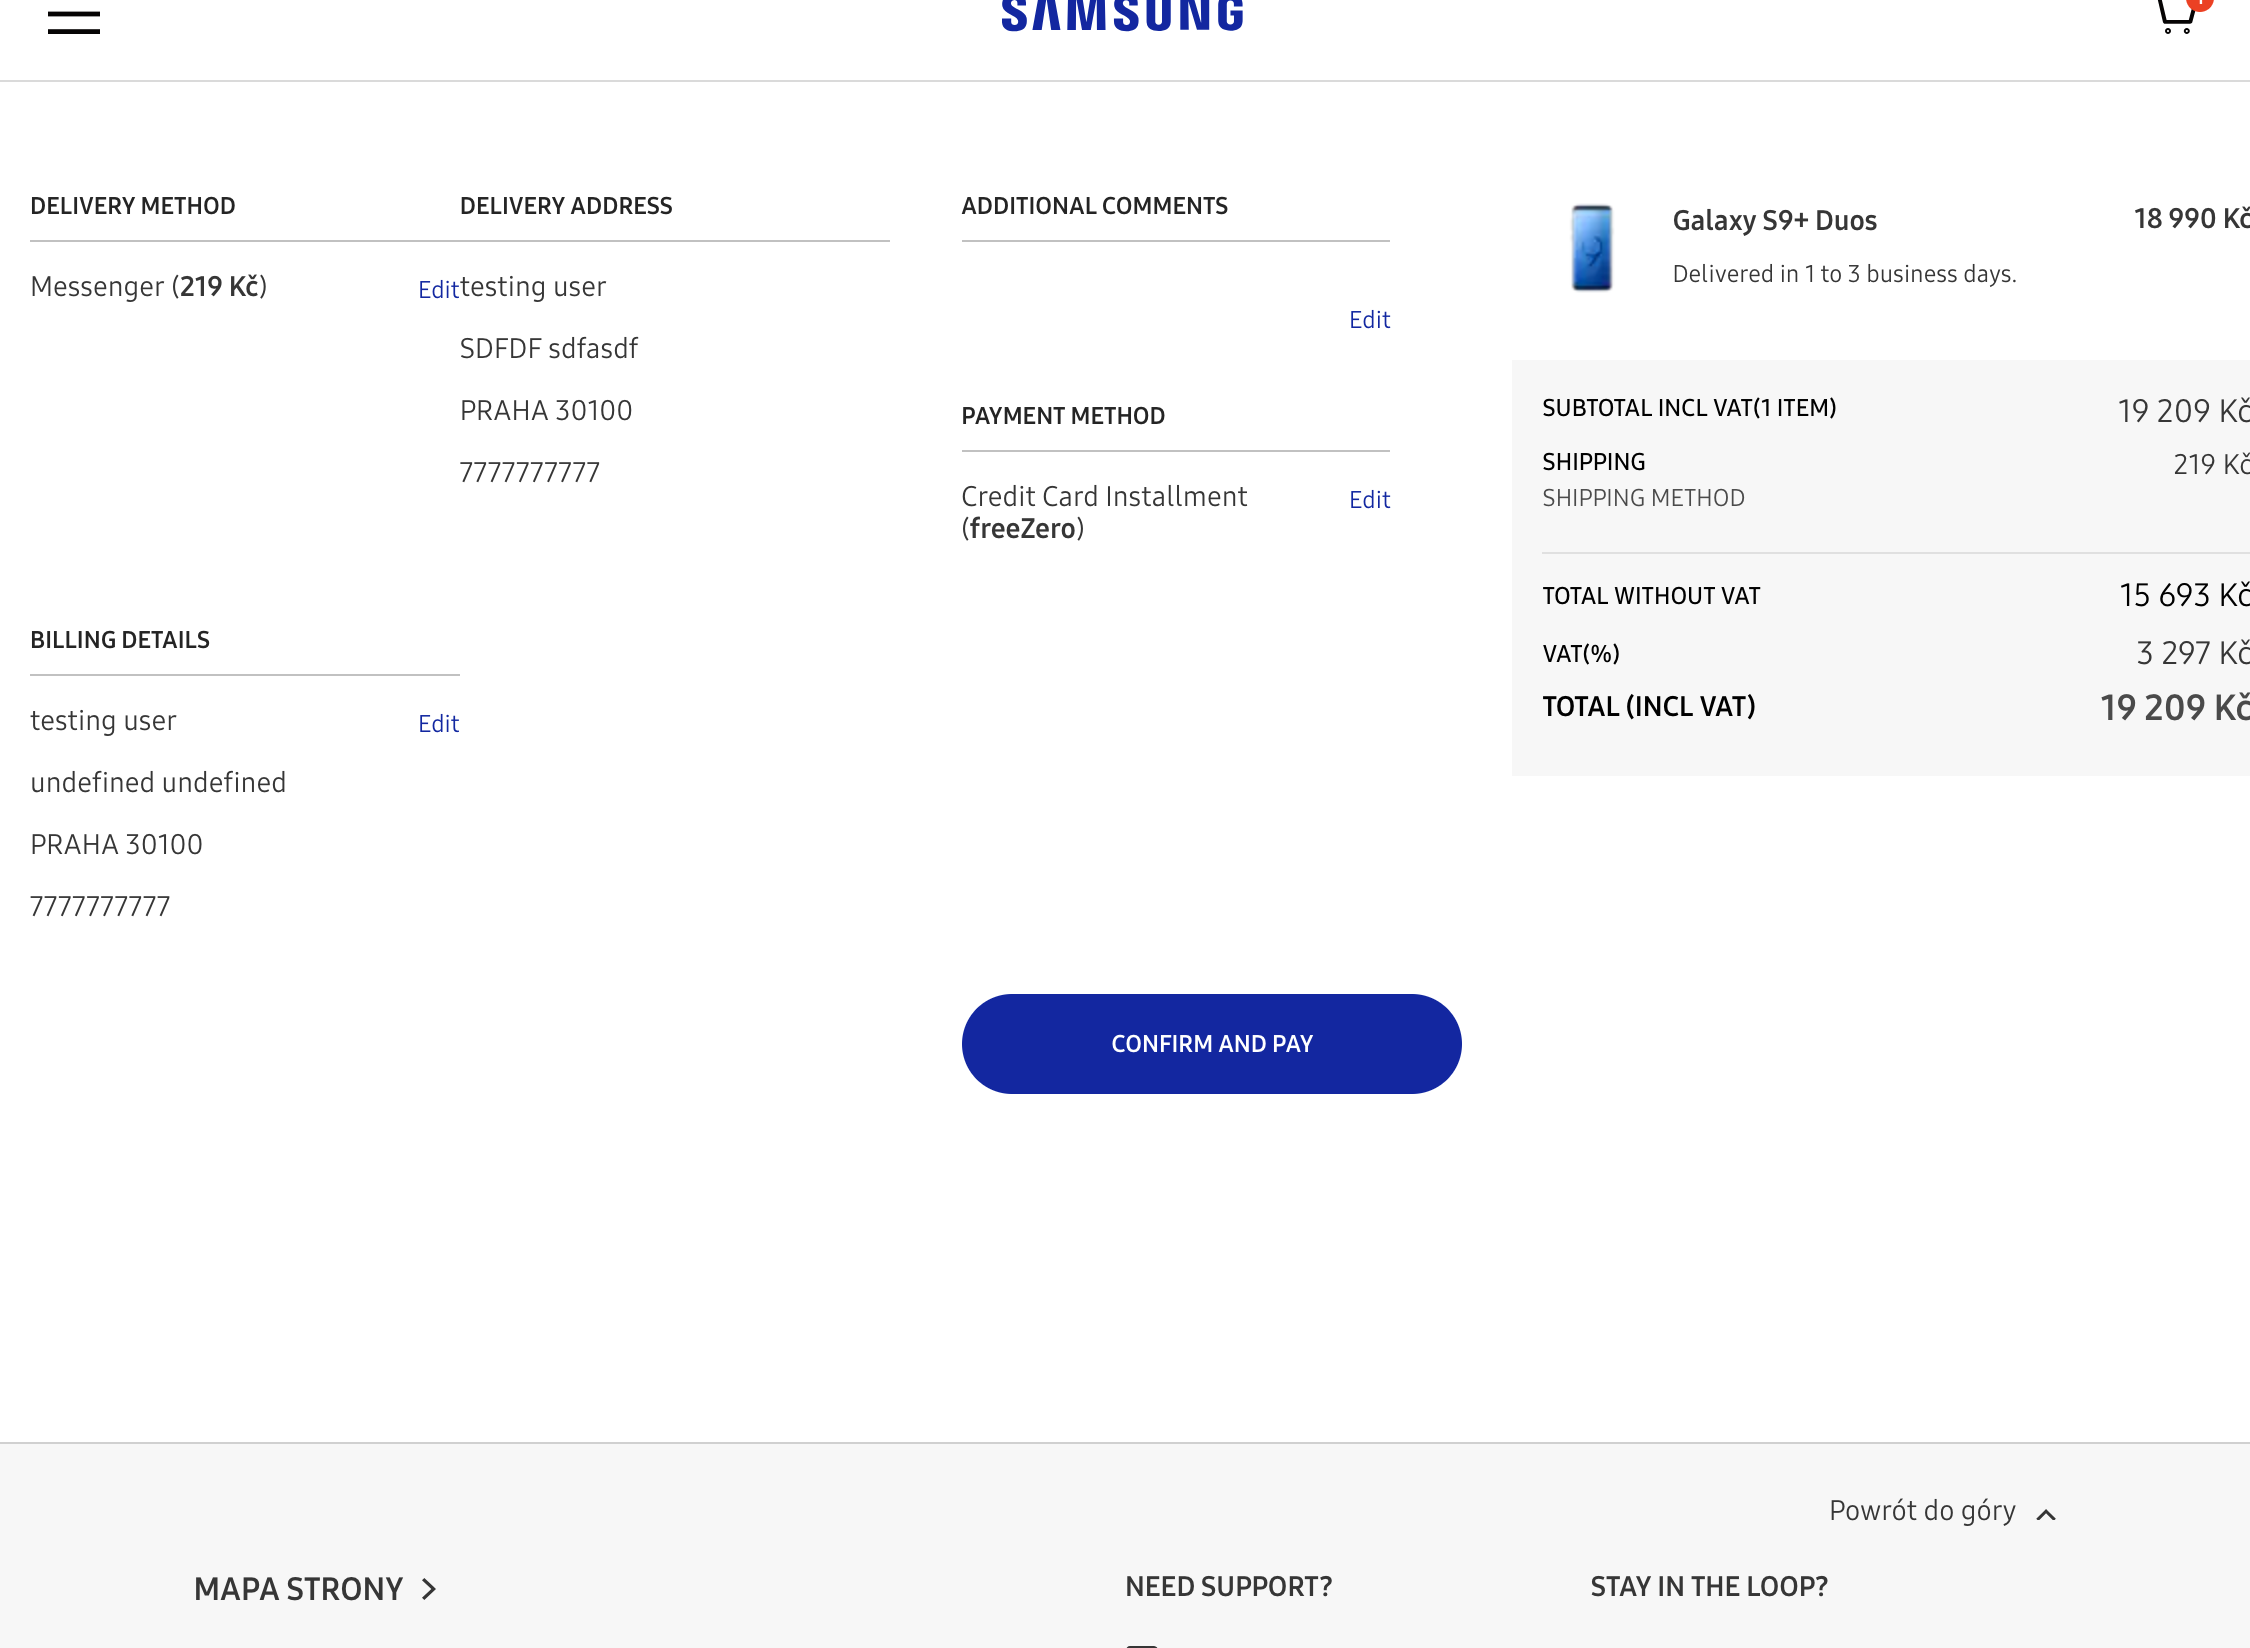 SAMSUNG
DELIVERY METHOD
Messenger (219 Kč)
Edit
DELIVERY ADDRESS
testing user
SDFDF sdfasdf
PRAHA 30100
7777777777
BILLING DETAILS
testing user
Edit
undefined undefined
PRAHA 30100
7777777777
ADDITIONAL COMMENTS
Edit
PAYMENT METHOD
Credit Card Installment
(freeZero)
Edit
CONFIRM AND PAY
Galaxy S9+ Duos
18 990 Kč
Delivered in 1 to 3 business days.
SUBTOTAL INCL VAT(1 ITEM)
19 209 Kč
SHIPPING
219 Kč
SHIPPING METHOD
TOTAL WITHOUT VAT
15 693 Kč
VAT(%)
3 297 Kč
TOTAL (INCL VAT)
19 209 Kč
Powrót do góry
MAPA STRONY
NEED SUPPORT?
STAY IN THE LOOP?